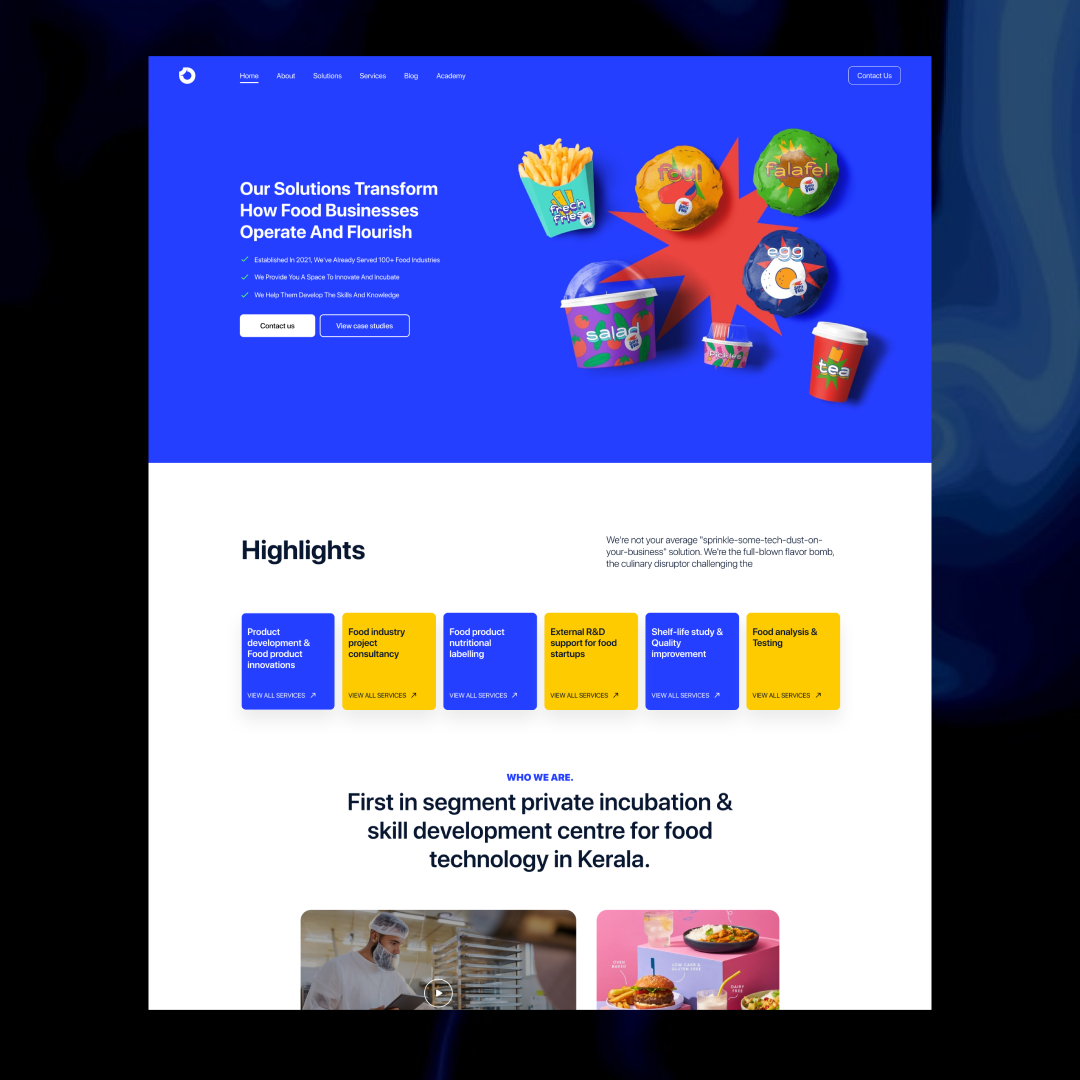 Home About Solutions Services Blog Academy Contact Us
Our Solutions Transform
How Food Businesses
Operate And Flourish
Established In 2021, We've Already Served 100+ Food Industries
We Provide You A Space To Innovate And Incubate
We Help Them Develop The Skills And Knowledge
Contact us View case studies
fresh
fries
foul
falafel
egg
salad
pickles
tea
Highlights
We're not your average "sprinkle-some-tech-dust-on-
your-business" solution. We're the full-blown flavor bomb,
the culinary disruptor challenging the
Product
development &
Food product
innovations
VIEW ALL SERVICES
Food industry
project
consultancy
VIEW ALL SERVICES
Food product
nutritional
labelling
VIEW ALL SERVICES
External R&D
support for food
startups
VIEW ALL SERVICES
Shelf-life study &
Quality
improvement
VIEW ALL SERVICES
Food analysis &
Testing
VIEW ALL SERVICES
WHO WE ARE.
First in segment private incubation &
skill development centre for food
technology in Kerala.
LOW CARB &
GLUTEN FREE
DAIRY
FREE